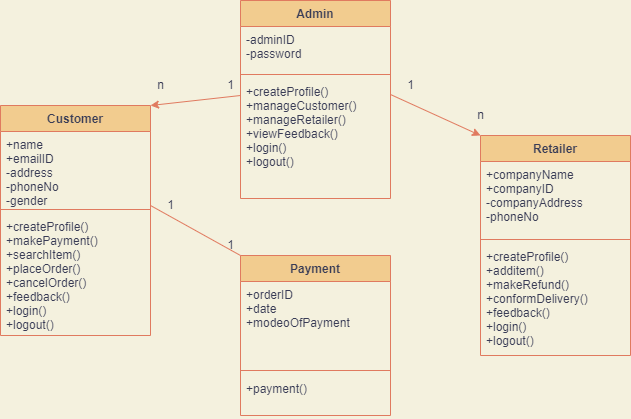 Admin
-adminID
-password
+createProfile()
+manageCustomer()
+manageRetailer()
+viewFeedback()
+login()
+logout()
n
1
1
n
Customer
+name
+emailID
-address
-phoneNo
-gender
+createProfile()
+makePayment()
+searchItem()
+placeOrder()
+cancelOrder()
+feedback()
+login()
+logout()
1
1
Payment
+orderID
+date
+modeoOfPayment
+payment()
Retailer
+companyName
+companyID
-companyAddress
-phoneNo
+createProfile()
+additem()
+makeRefund()
+conformDelivery()
+feedback()
+login()
+logout()